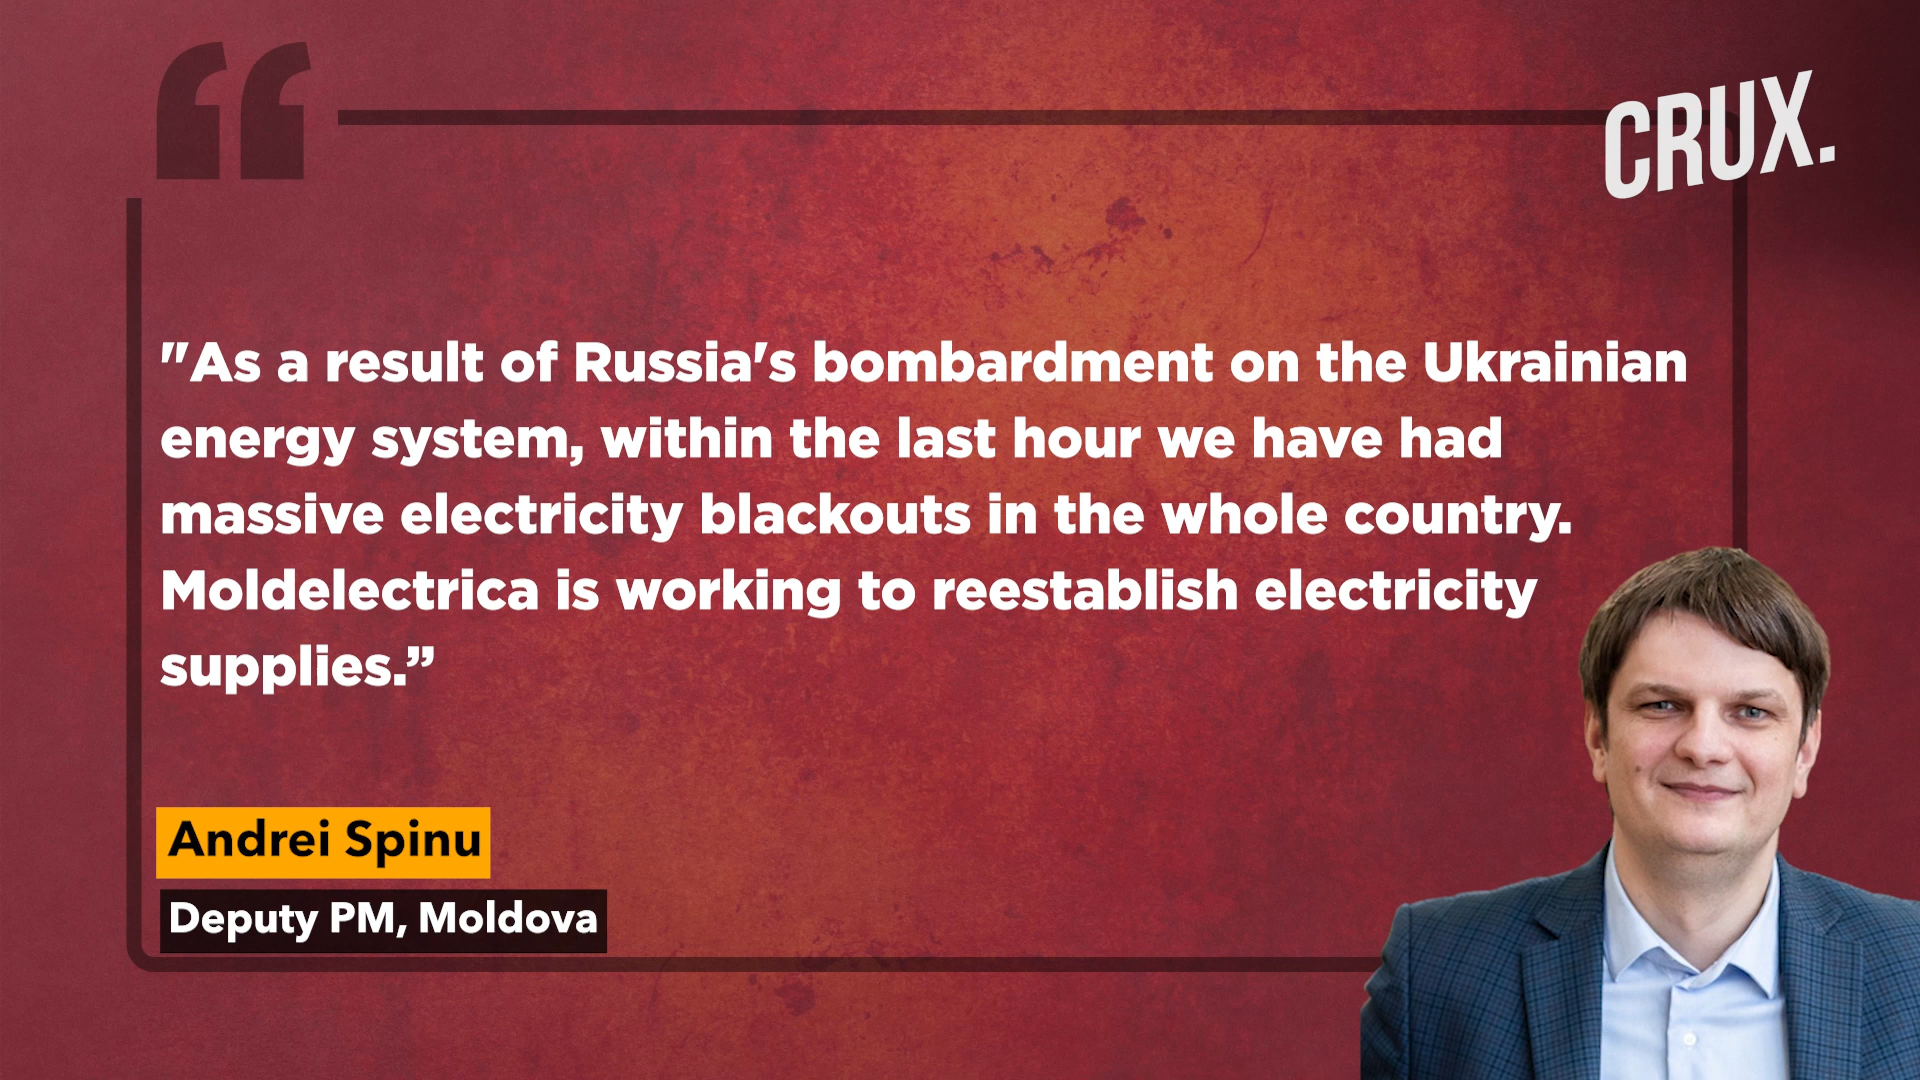 CRUX.
"As a result of Russia's bombardment on the Ukrainian
energy system, within the last hour we have had
massive electricity blackouts in the whole country.
Moldelectrica is working to reestablish electricity
supplies.”
Andrei Spinu
Deputy PM, Moldova